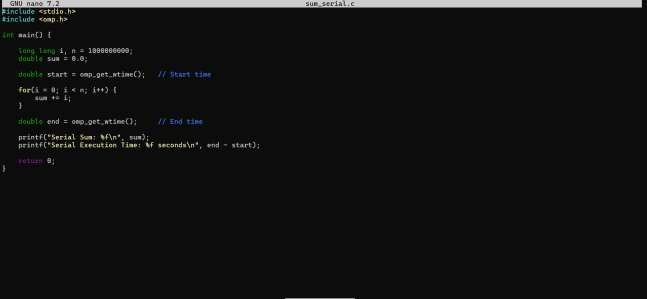 GNU nano 7.2 sum_serial.c
#include <stdio.h>
#include <omp.h>
int main() {
long long i, n = 1000000000;
double sum = 0.0;
double start = omp_get_wtime(); // Start time
for(i = 0; i < n; i++) {
sum += i;
}
double end = omp_get_wtime(); // End time
printf("Serial Sum: %f\n", sum);
printf("Serial Execution Time: %f seconds\n", end - start);
return 0;
}